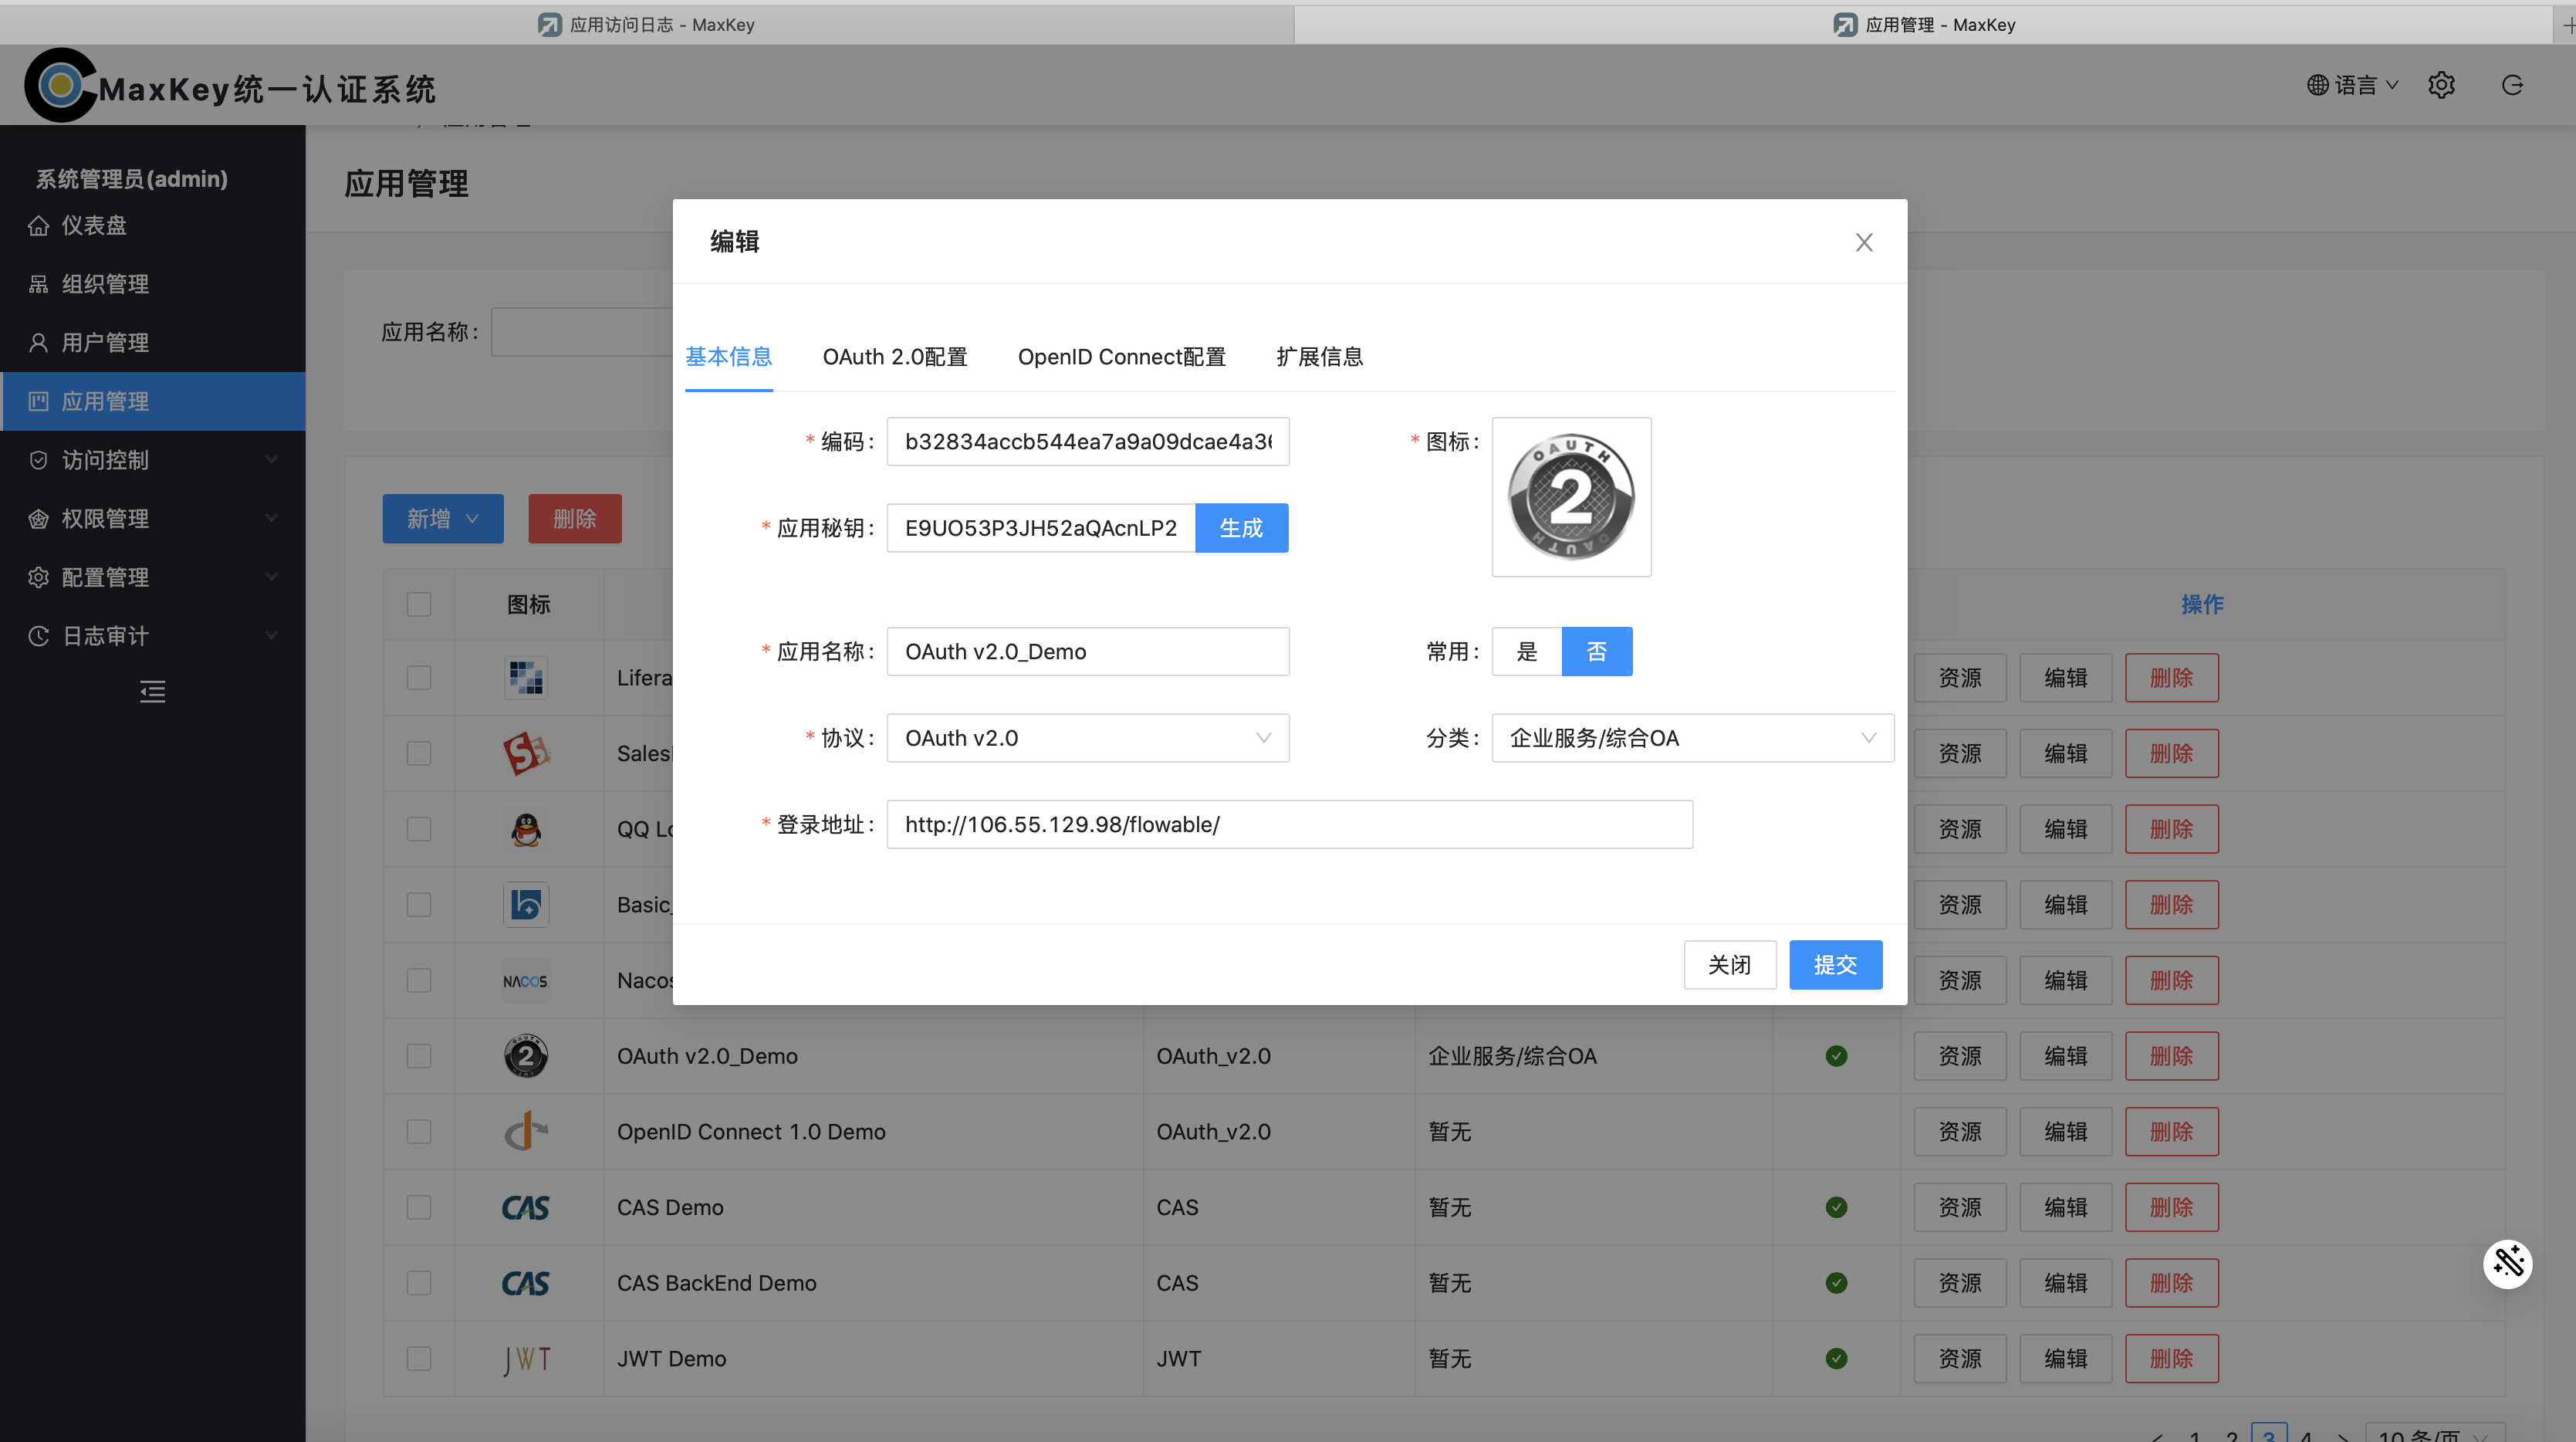 应用访问日志 - MaxKey
应用管理 - MaxKey
MaxKey统一认证系统
语言
系统管理员(admin)
仪表盘
组织管理
用户管理
应用管理
访问控制
权限管理
配置管理
日志审计
应用管理
应用名称:
新增
删除
图标
操作
编辑
基本信息
OAuth 2.0配置
OpenID Connect配置
扩展信息
* 编码:
b32834accb544ea7a9a09dcae4a36
* 图标:
OAUTH
2
OAUTH
* 应用秘钥:
E9UO53P3JH52aQAcnLP2
生成
* 应用名称:
OAuth v2.0_Demo
常用:
是
否
* 协议:
OAuth v2.0
分类:
企业服务/综合OA
* 登录地址:
http://106.55.129.98/flowable/
关闭
提交
Lifera
资源 编辑 删除
Sales
资源 编辑 删除
QQ Lo
资源 编辑 删除
Basic_
资源 编辑 删除
NACOS
Nacos
资源 编辑 删除
2
OAuth v2.0_Demo OAuth_v2.0 企业服务/综合OA 资源 编辑 删除
OpenID Connect 1.0 Demo OAuth_v2.0 暂无 资源 编辑 删除
CAS CAS Demo CAS 暂无 资源 编辑 删除
CAS CAS BackEnd Demo CAS 暂无 资源 编辑 删除
JWT JWT Demo JWT 暂无 资源 编辑 删除
1 2 3 4 10 条/页